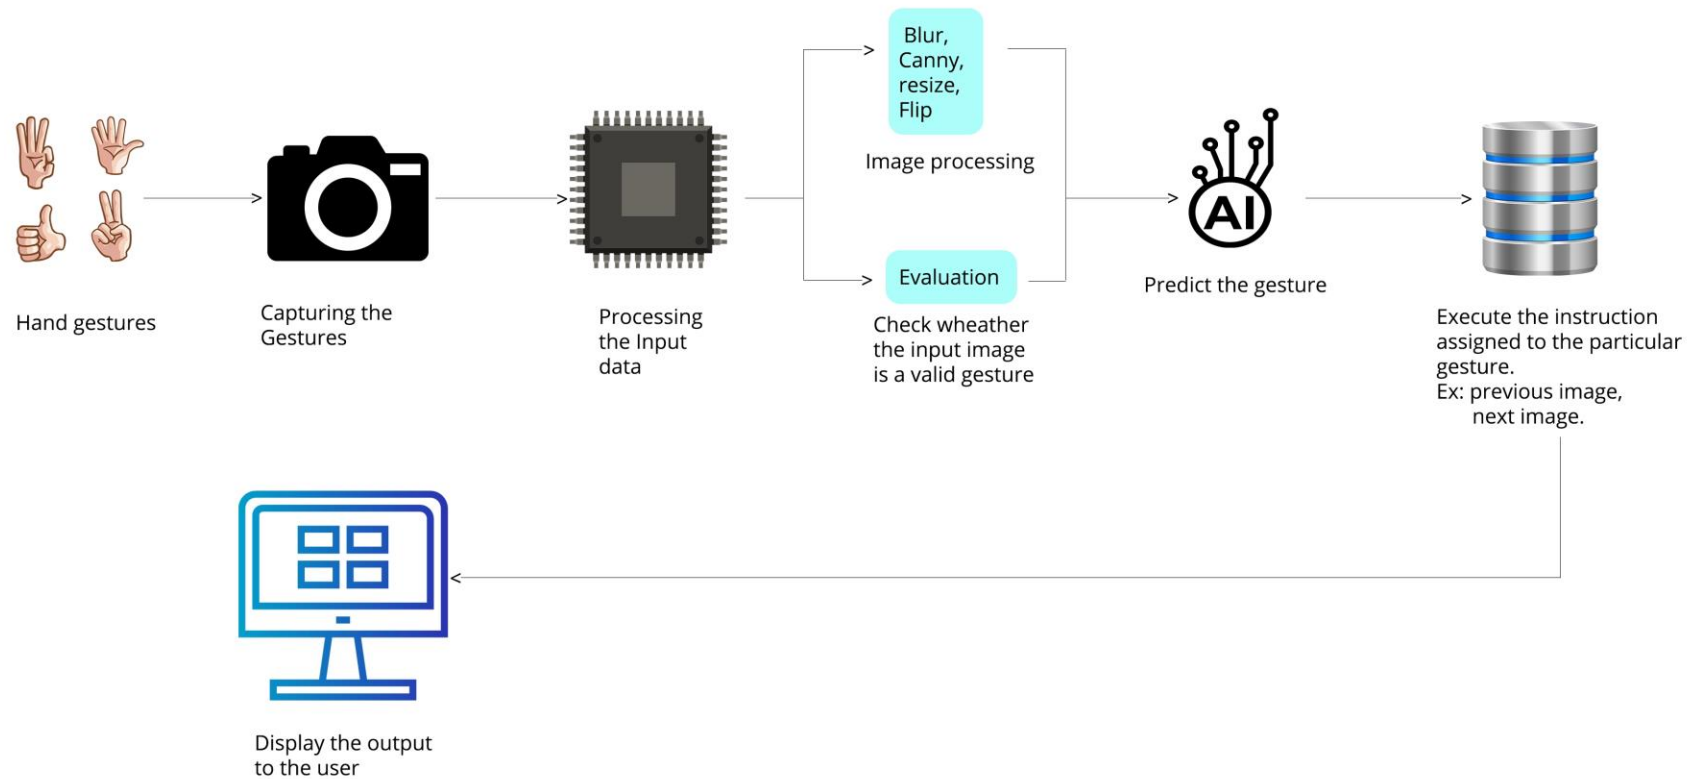 Blur,
Canny,
resize,
Flip
Image processing
AI
Evaluation
Hand gestures
Capturing the
Gestures
Processing
the Input
data
Check wheather
the input image
is a valid gesture
Predict the gesture
Execute the instruction
assigned to the particular
gesture.
Ex: previous image,
next image.
Display the output
to the user